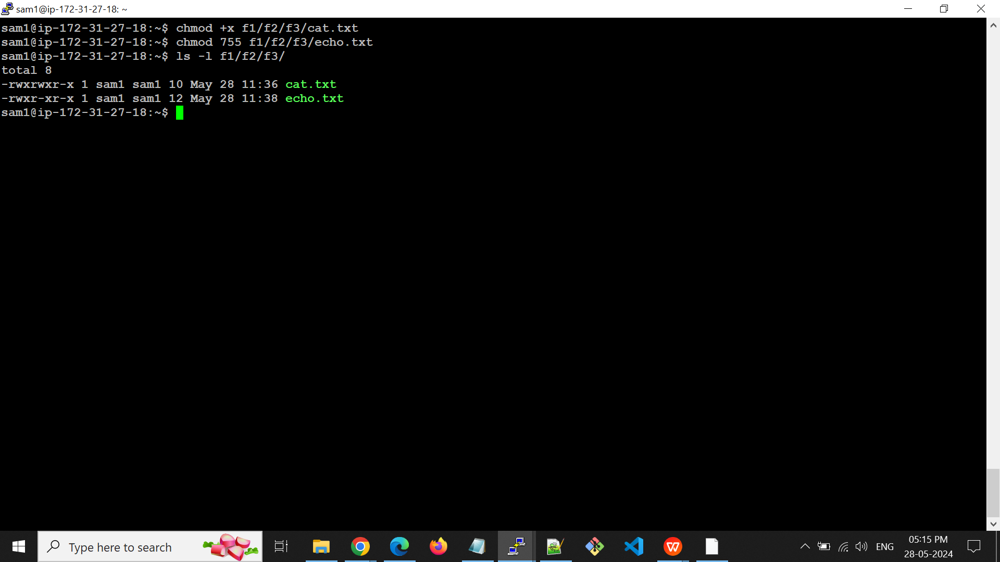 sam1@ip-172-31-27-18: ~
sam1@ip-172-31-27-18:~$ chmod +x f1/f2/f3/cat.txt
sam1@ip-172-31-27-18:~$ chmod 755 f1/f2/f3/echo.txt
sam1@ip-172-31-27-18:~$ ls -l f1/f2/f3/
total 8
-rwxrwxr-x 1 sam1 sam1 10 May 28 11:36 cat.txt
-rwxr-xr-x 1 sam1 sam1 12 May 28 11:38 echo.txt
sam1@ip-172-31-27-18:~$
Type here to search
W
ENG
05:15 PM
28-05-2024